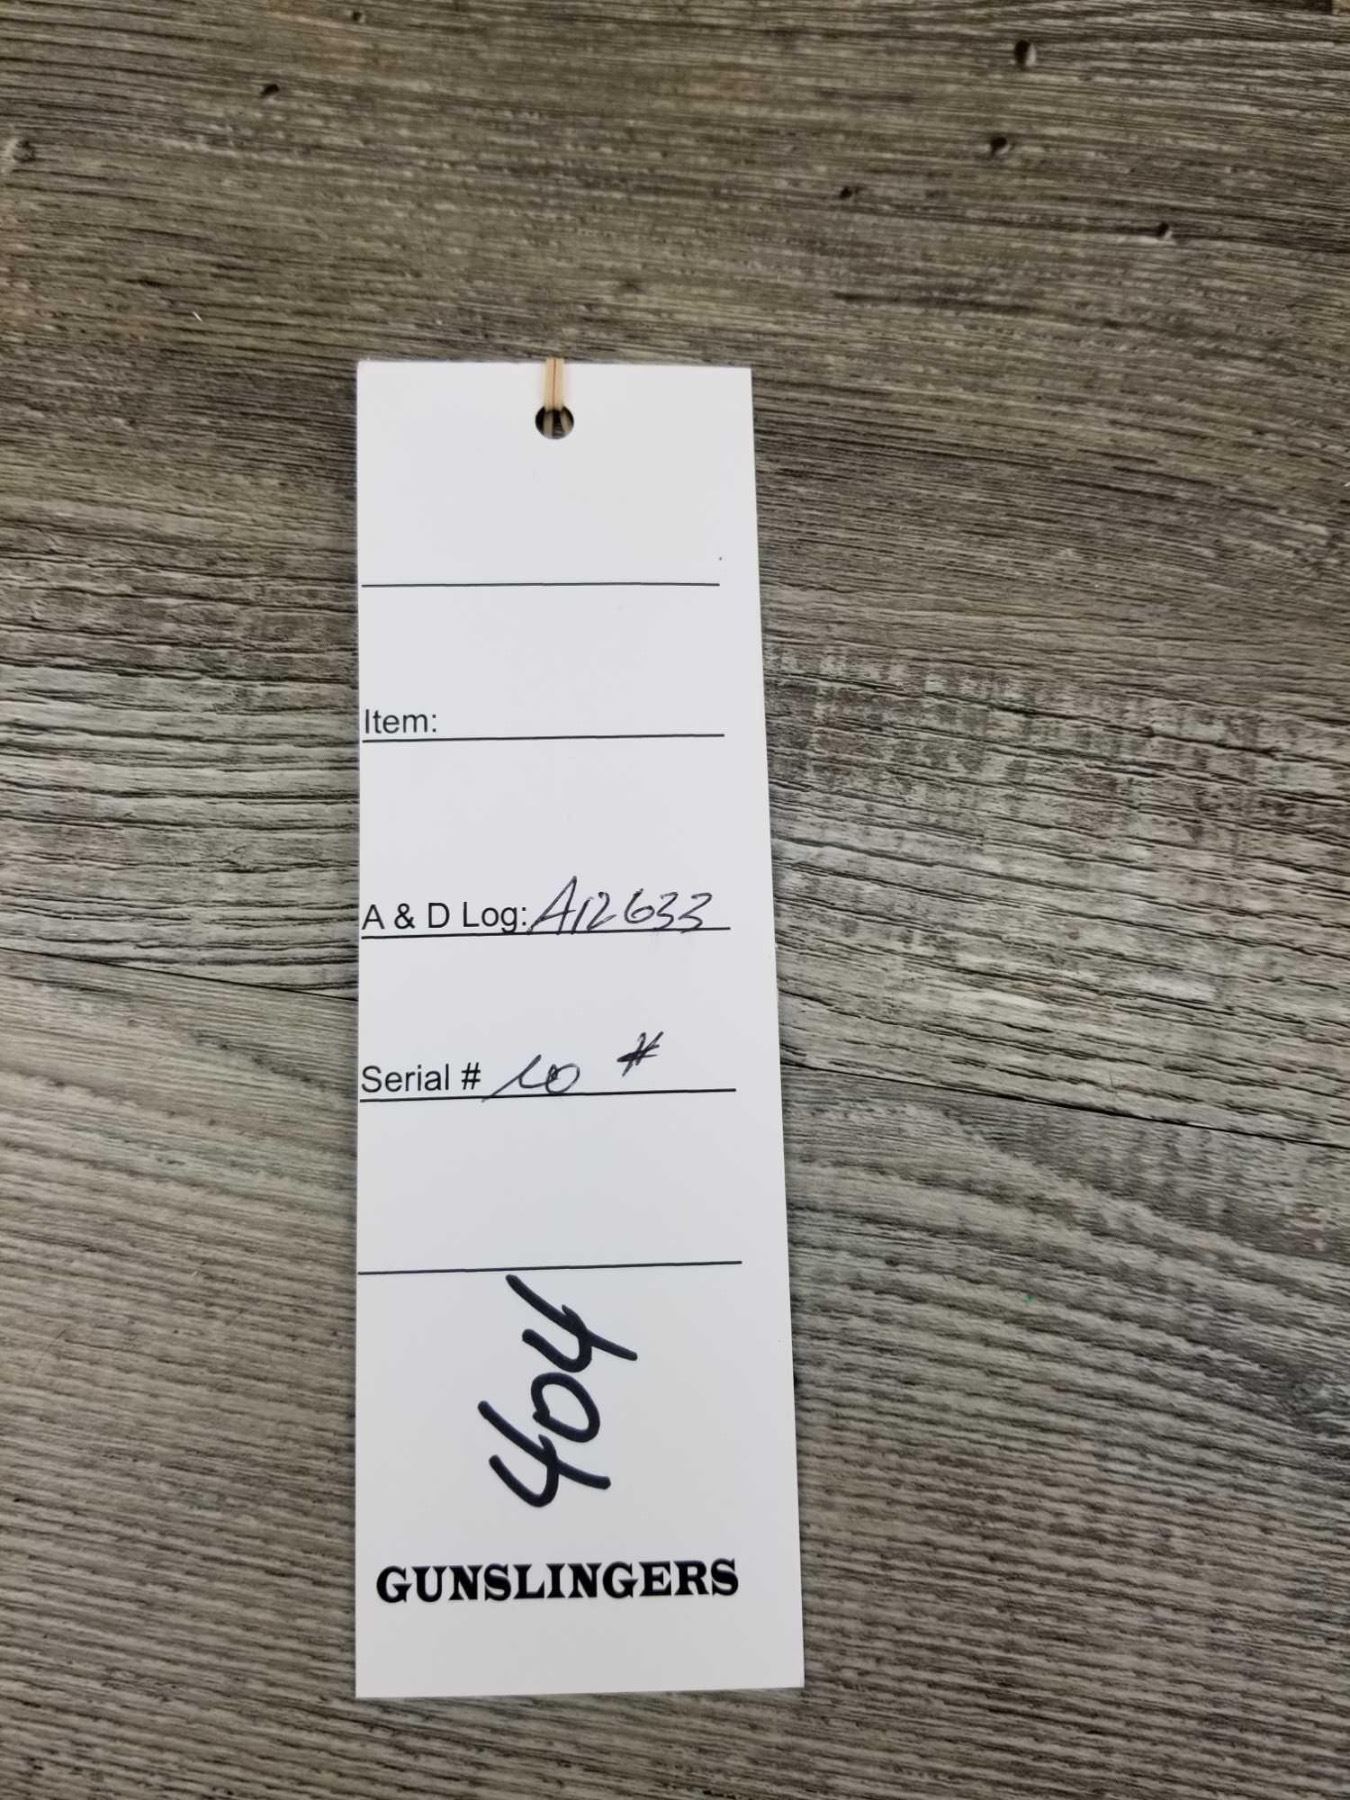 Item:
A & D Log: A12633
Serial # no #
404
GUNSLINGERS